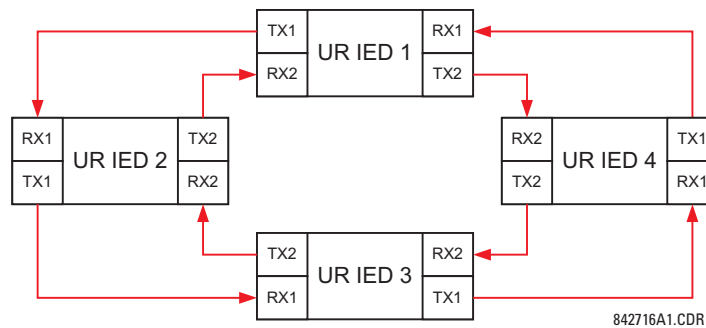 TX1
UR IED 1
RX1
RX2
TX2
RX1
UR IED 2
TX2
TX1
RX2
RX2
UR IED 4
TX1
TX2
RX1
TX2
UR IED 3
RX2
RX1
TX1
842716A1.CDR